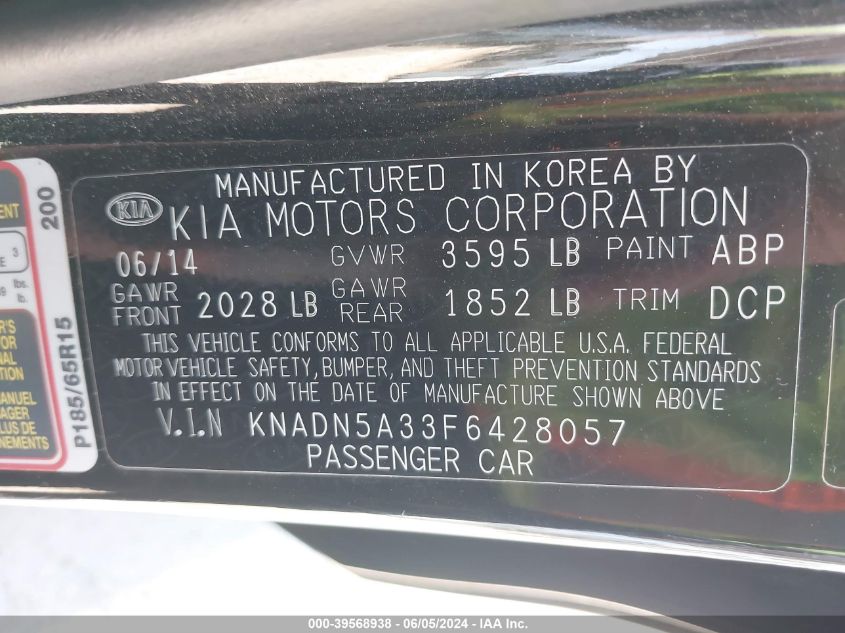 MANUFACTURED IN KOREA BY
KIA
KIA MOTORS CORPORATION
06/14 GVWR 3595 LB PAINT ABP
GAWR FRONT 2028 LB GAWR REAR 1852 LB TRIM DCP
THIS VEHICLE CONFORMS TO ALL APPLICABLE U.S.A. FEDERAL
MOTOR VEHICLE SAFETY, BUMPER, AND THEFT PREVENTION STANDARDS
IN EFFECT ON THE DATE OF MANUFACTURE SHOWN ABOVE
V.I.N KNADN5A33F6428057
PASSENGER CAR
200
P185/65R15
3
lbs.
lb.
000-39568938 - 06/05/2024 - IAA Inc.